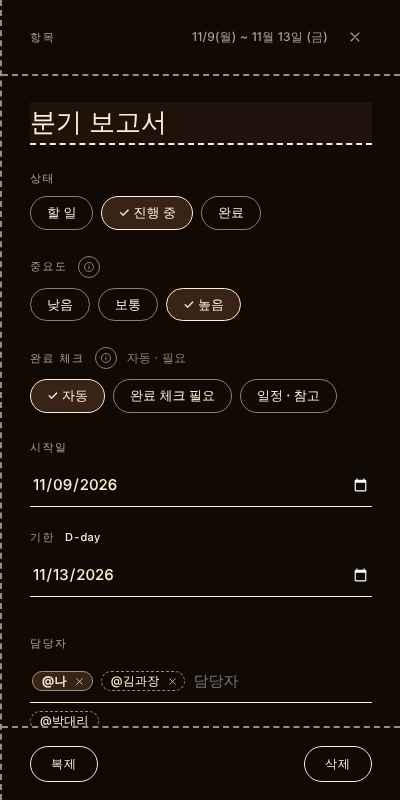 항목 11/9(월) ~ 11월 13일 (금)
분기 보고서
상태
할 일 진행 중 완료
중요도
낮음 보통 높음
완료 체크 자동 · 필요
자동 완료 체크 필요 일정 · 참고
시작일
11/09/2026
기한 D-day
11/13/2026
담당자
@나 @김과장 담당자
@박대리
복제 삭제